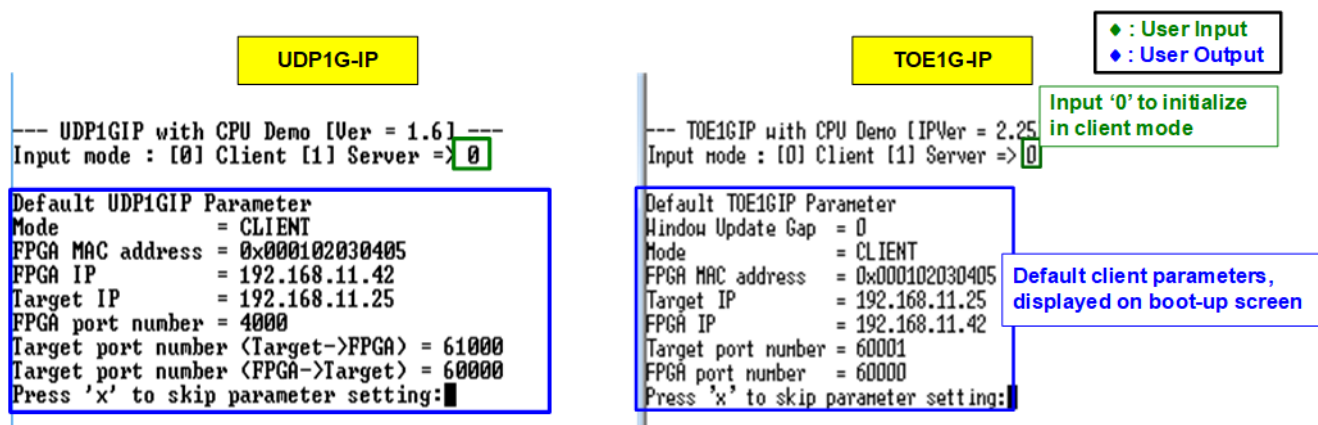 UDP1G-IP
--- UDP1GIP with CPU Demo [Ver = 1.6] ---
Input mode : [0] Client [1] Server => 0
Default UDP1GIP Parameter
Mode = CLIENT
FPGA MAC address = 0x000102030405
FPGA IP = 192.168.11.42
Target IP = 192.168.11.25
FPGA port number = 4000
Target port number (Target->FPGA) = 61000
Target port number (FPGA->Target) = 60000
Press 'x' to skip parameter setting:
TOE1G-IP
♦ : User Input
♦ : User Output
Input ‘0’ to initialize
in client mode
--- TOE1GIP with CPU Demo [IPVer = 2.25
Input mode : [0] Client [1] Server => 0
Default TOE1GIP Parameter
Window Update Gap = 0
Mode = CLIENT
FPGA MAC address = 0x000102030405
Target IP = 192.168.11.25
FPGA IP = 192.168.11.42
Target port number = 60001
FPGA port number = 60000
Press 'x' to skip parameter setting:
Default client parameters,
displayed on boot-up screen